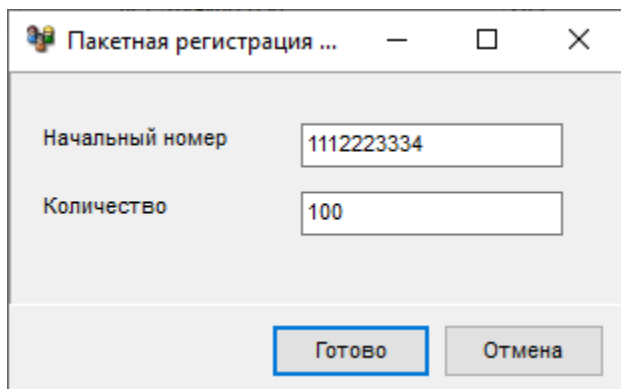 Пакетная регистрация ...
Начальный номер 1112223334
Количество 100
Готово Отмена